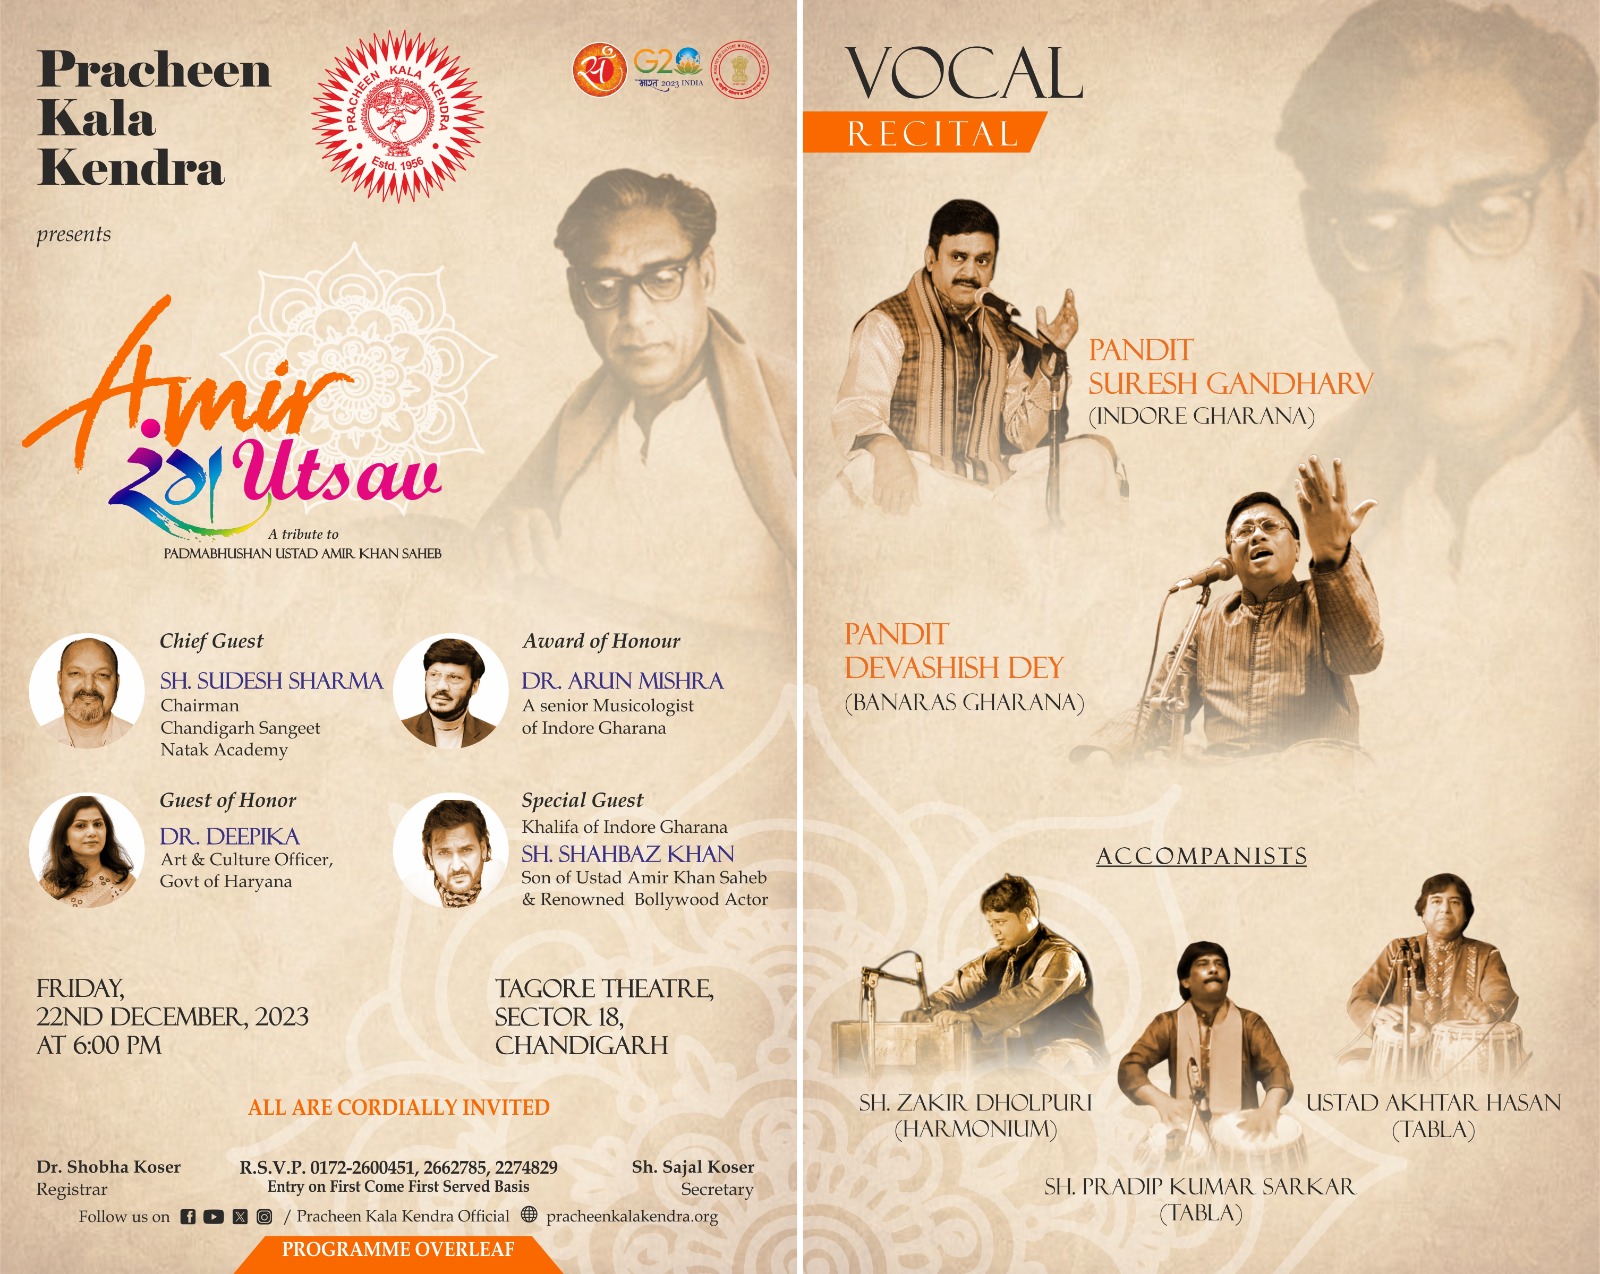 Pracheen
Kala
Kendra
PRACHEEN KALA KENDRA
Estd. 1956
G20
भारत 2023 INDIA
presents
Amir
रंग Utsav
A tribute to
PADMABHUSHAN USTAD AMIR KHAN SAHEB
Chief Guest
SH. SUDESH SHARMA
Chairman
Chandigarh Sangeet
Natak Academy
Award of Honour
DR. ARUN MISHRA
A senior Musicologist
of Indore Gharana
Guest of Honor
DR. DEEPIKA
Art & Culture Officer,
Govt of Haryana
Special Guest
Khalifa of Indore Gharana
SH. SHAHBAZ KHAN
Son of Ustad Amir Khan Saheb
& Renowned Bollywood Actor
FRIDAY,
22ND DECEMBER, 2023
AT 6:00 PM
TAGORE THEATRE,
SECTOR 18,
CHANDIGARH
ALL ARE CORDIALLY INVITED
Dr. Shobha Koser
Registrar
R.S.V.P. 0172-2600451, 2662785, 2274829
Entry on First Come First Served Basis
Sh. Sajal Koser
Secretary
Follow us on / Pracheen Kala Kendra Official pracheenkalakendra.org
PROGRAMME OVERLEAF
VOCAL
RECITAL
PANDIT
SURESH GANDHARV
(INDORE GHARANA)
PANDIT
DEVASHISH DEY
(BANARAS GHARANA)
ACCOMPANISTS
SH. ZAKIR DHOLPURI
(HARMONIUM)
USTAD AKHTAR HASAN
(TABLA)
SH. PRADIP KUMAR SARKAR
(TABLA)